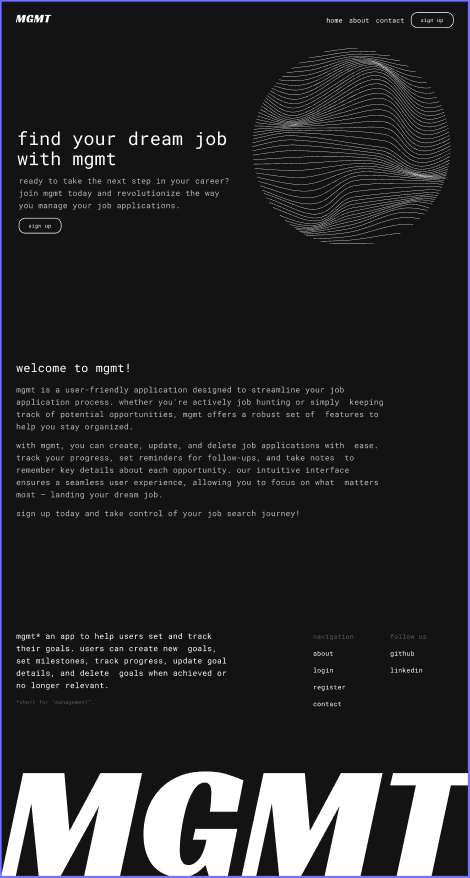 MGMT
home about contact sign up
find your dream job
with mgmt
ready to take the next step in your career?
join mgmt today and revolutionize the way
you manage your job applications.
sign up
welcome to mgmt!
mgmt is a user-friendly application designed to streamline your job
application process. whether you're actively job hunting or simply keeping
track of potential opportunities, mgmt offers a robust set of features to
help you stay organized.
with mgmt, you can create, update, and delete job applications with ease.
track your progress, set reminders for follow-ups, and take notes to
remember key details about each opportunity. our intuitive interface
ensures a seamless user experience, allowing you to focus on what matters
most – landing your dream job.
sign up today and take control of your job search journey!
mgmt* an app to help users set and track
their goals. users can create new goals,
set milestones, track progress, update goal
details, and delete goals when achieved or
no longer relevant.
*short for "management".
navigation
about
login
register
contact
follow us
github
linkedin
MGMT